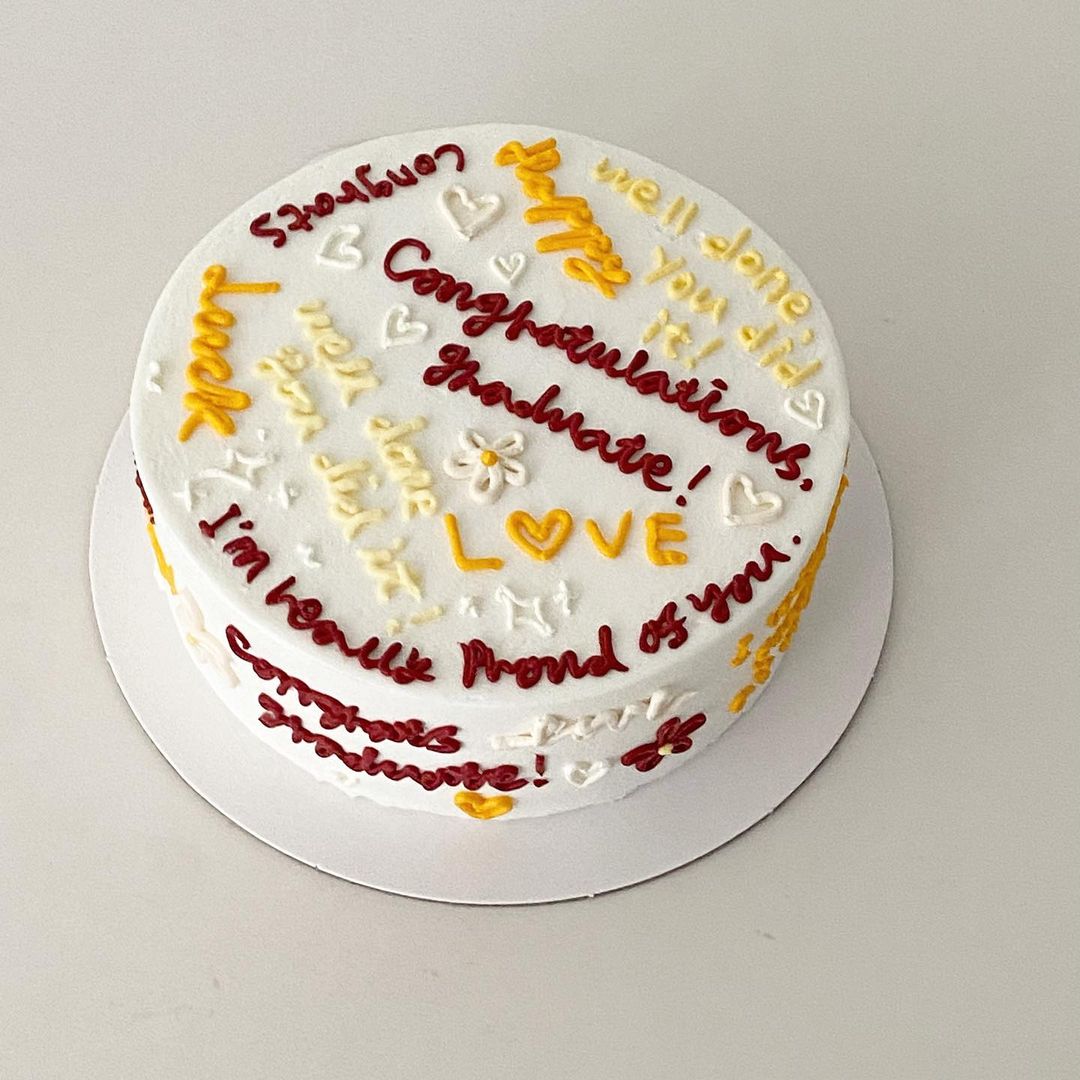 congrats
Happy
well done,
you did
it!
Congratulations,
graduate!
Luck
well
done
did it!
LOVE
I'm really Proud of you.
Congrats
graduate!